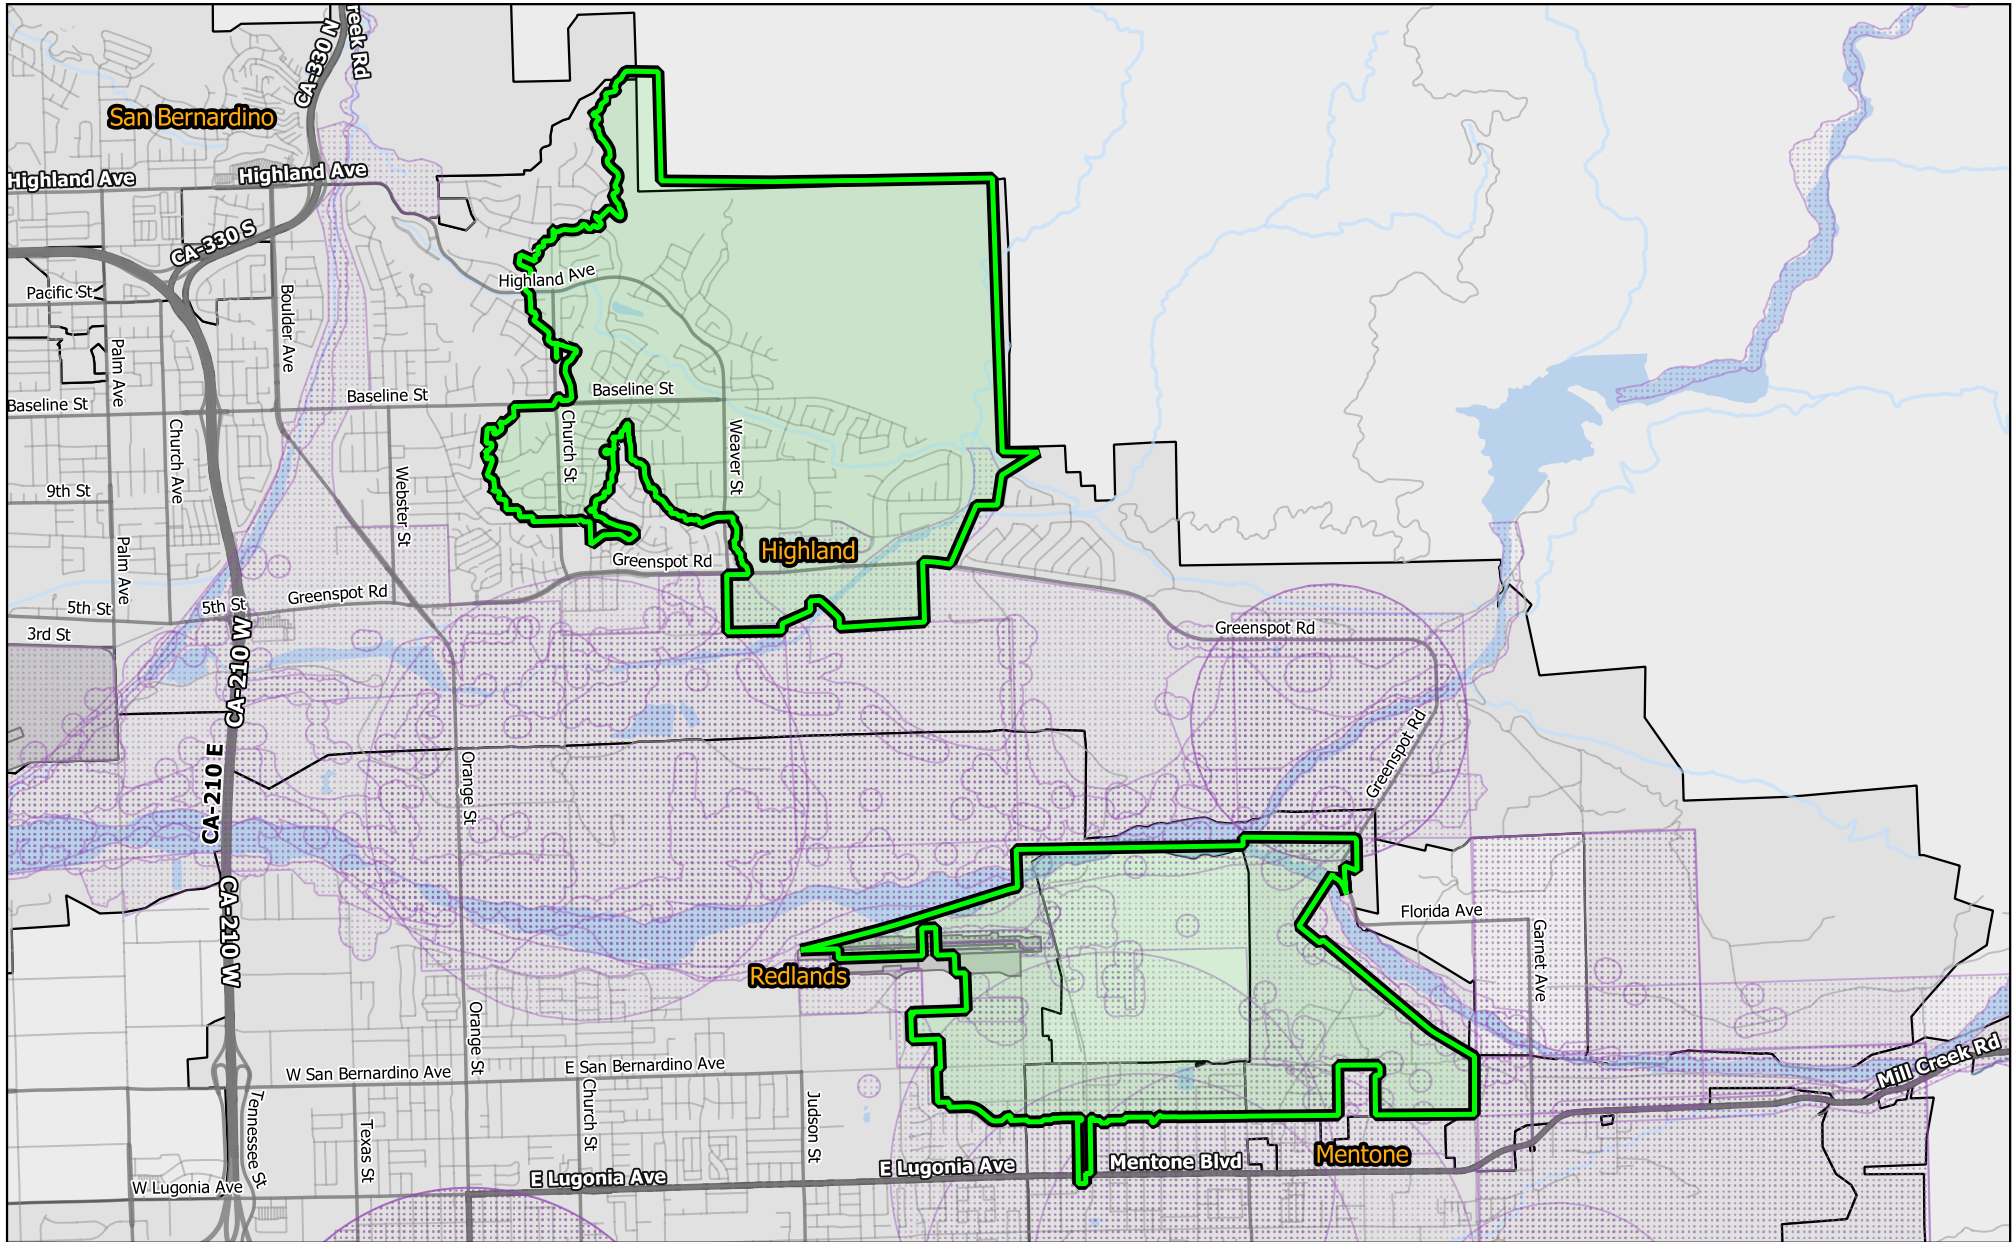 CA-330 N
reek Rd
San Bernardino
Highland Ave
Highland Ave
CA-330 S
Highland Ave
Pacific St
Boulder Ave
Palm Ave
Baseline St
Baseline St
Baseline St
Church Ave
Church St
Weaver St
Webster St
9th St
Palm Ave
Highland
Greenspot Rd
Greenspot Rd
5th St
5th St
3rd St
CA-210 W
Greenspot Rd
Greenspot Rd
CA-210 E
Orange St
CA-210 W
Florida Ave
Garnet Ave
Redlands
Orange St
W San Bernardino Ave
E San Bernardino Ave
Mill Creek Rd
Tennessee St
Texas St
Church St
Judson St
Mentone
Mentone Blvd
E Lugonia Ave
E Lugonia Ave
W Lugonia Ave